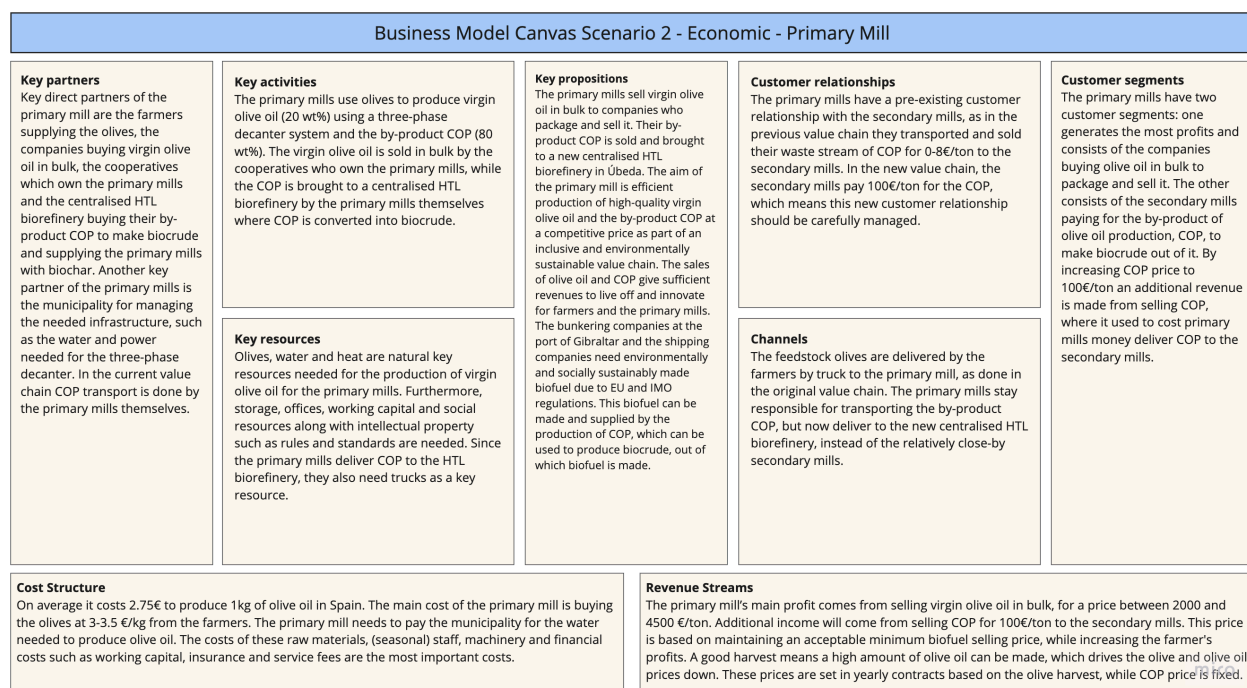 Business Model Canvas Scenario 2 - Economic - Primary Mill
Key partners
Key direct partners of the
primary mill are the farmers
supplying the olives, the
companies buying virgin olive
oil in bulk, the cooperatives
which own the primary mills
and the centralised HTL
biorefinery buying their by-
product COP to make biocrude
and supplying the primary mills
with biochar. Another key
partner of the primary mills is
the municipality for managing
the needed infrastructure, such
as the water and power
needed for the three-phase
decanter. In the current value
chain COP transport is done by
the primary mills themselves.
Key activities
The primary mills use olives to produce virgin
olive oil (20 wt%) using a three-phase
decanter system and the by-product COP (80
wt%). The virgin olive oil is sold in bulk by the
cooperatives who own the primary mills, while
the COP is brought to a centralised HTL
biorefinery by the primary mills themselves
where COP is converted into biocrude.
Key resources
Olives, water and heat are natural key
resources needed for the production of virgin
olive oil for the primary mills. Furthermore,
storage, offices, working capital and social
resources along with intellectual property
such as rules and standards are needed. Since
the primary mills deliver COP to the HTL
biorefinery, they also need trucks as a key
resource.
Key propositions
The primary mills sell virgin olive
oil in bulk to companies who
package and sell it. Their by-
product COP is sold and brought
to a new centralised HTL
biorefinery in Úbeda. The aim of
the primary mill is efficient
production of high-quality virgin
olive oil and the by-product COP at
a competitive price as part of an
inclusive and environmentally
sustainable value chain. The sales
of olive oil and COP give sufficient
revenues to live off and innovate
for farmers and the primary mills.
The bunkering companies at the
port of Gibraltar and the shipping
companies need environmentally
and socially sustainably made
biofuel due to EU and IMO
regulations. This biofuel can be
made and supplied by the
production of COP, which can be
used to produce biocrude, out of
which biofuel is made.
Customer relationships
The primary mills have a pre-existing customer
relationship with the secondary mills, as in the
previous value chain they transported and sold
their waste stream of COP for 0-8€/ton to the
secondary mills. In the new value chain, the
secondary mills pay 100€/ton for the COP,
which means this new customer relationship
should be carefully managed.
Channels
The feedstock olives are delivered by the
farmers by truck to the primary mill, as done in
the original value chain. The primary mills stay
responsible for transporting the by-product
COP, but now deliver to the new centralised HTL
biorefinery, instead of the relatively close-by
secondary mills.
Customer segments
The primary mills have two
customer segments: one
generates the most profits and
consists of the companies
buying olive oil in bulk to
package and sell it. The other
consists of the secondary mills
paying for the by-product of
olive oil production, COP, to
make biocrude out of it. By
increasing COP price to
100€/ton an additional revenue
is made from selling COP,
where it used to cost primary
mills money deliver COP to the
secondary mills.
Cost Structure
On average it costs 2.75€ to produce 1kg of olive oil in Spain. The main cost of the primary mill is buying
the olives at 3-3.5 €/kg from the farmers. The primary mill needs to pay the municipality for the water
needed to produce olive oil. The costs of these raw materials, (seasonal) staff, machinery and financial
costs such as working capital, insurance and service fees are the most important costs.
Revenue Streams
The primary mill's main profit comes from selling virgin olive oil in bulk, for a price between 2000 and
4500 €/ton. Additional income will come from selling COP for 100€/ton to the secondary mills. This price
is based on maintaining an acceptable minimum biofuel selling price, while increasing the farmer's
profits. A good harvest means a high amount of olive oil can be made, which drives the olive and olive oil
prices down. These prices are set in yearly contracts based on the olive harvest, while COP price is fixed.
miro